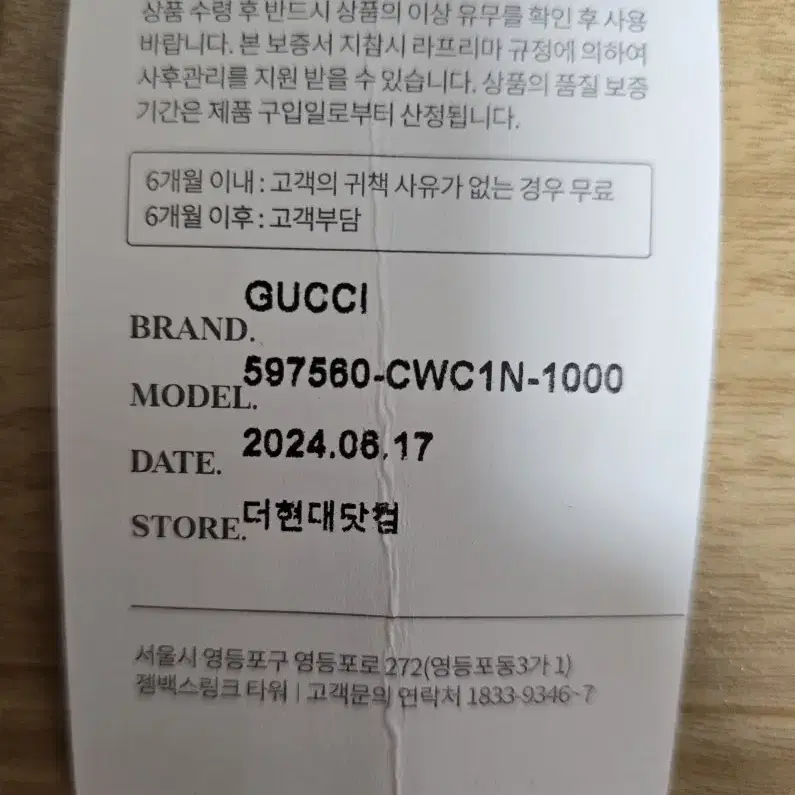 상품 수령 후 반드시 상품의 이상 유무를 확인 후 사용
바랍니다. 본 보증서 지참시 라프리마 규정에 의하여
사후관리를 지원 받을 수 있습니다. 상품의 품질 보증
기간은 제품 구입일로부터 산정됩니다.
6개월 이내 : 고객의 귀책 사유가 없는 경우 무료
6개월 이후 : 고객부담
BRAND. GUCCI
MODEL. 597560-CWC1N-1000
DATE. 2024.06.17
STORE. 더현대닷컴
서울시 영등포구 영등포로 272(영등포동3가 1)
젬백스링크 타워 | 고객문의 연락처 1833-9346~7